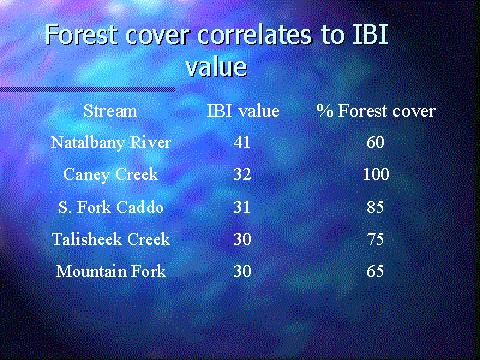 Forest cover correlates to IBI
value
Stream IBI value % Forest cover
Natalbany River 41 60
Caney Creek 32 100
S. Fork Caddo 31 85
Talisheek Creek 30 75
Mountain Fork 30 65